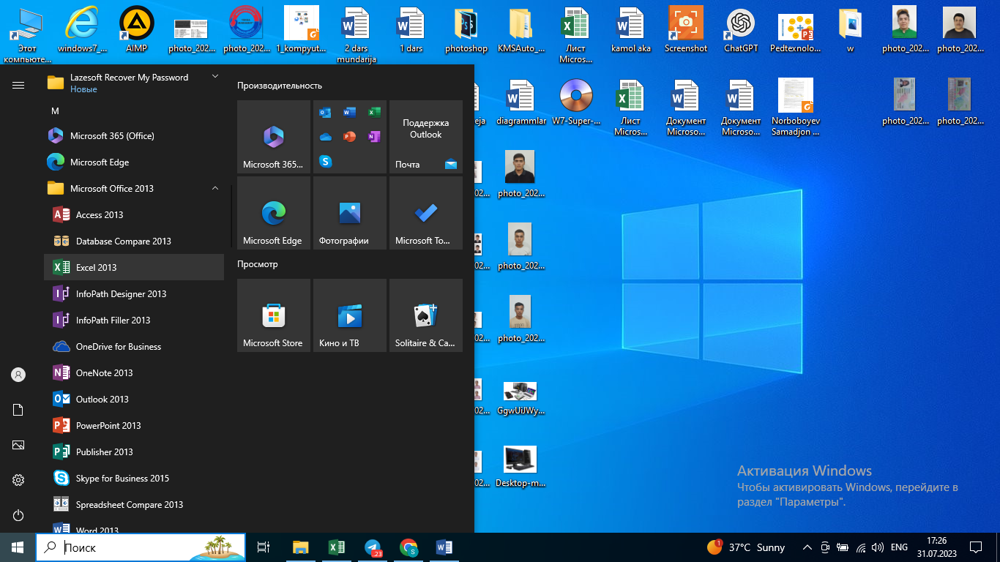 Этот
компьюте...
windows7_...
AIMP
photo_202...
photo_202...
1_kompyut...
2 dars
mundarija
1 dars
photoshop
KMSAuto_...
Лист
Micros...
kamol aka
Screenshot
ChatGPT
Pedtexnolo...
w
photo_202...
photo_202...
Lazesoft Recover My Password
Новые
M
Microsoft 365 (Office)
Microsoft Edge
Microsoft Office 2013
Access 2013
Database Compare 2013
Excel 2013
InfoPath Designer 2013
InfoPath Filler 2013
OneDrive for Business
OneNote 2013
Outlook 2013
PowerPoint 2013
Publisher 2013
Skype for Business 2015
Spreadsheet Compare 2013
Word 2013
Производительность
Microsoft 365...
Поддержка
Outlook
Почта
Microsoft Edge
Фотографии
Microsoft To...
Просмотр
Microsoft Store
Кино и ТВ
Solitaire & Ca...
eja
diagrammlar
W7-Super-...
Лист
Micros...
Документ
Microso...
Документ
Microso...
Norboboyev
Samadjon ...
photo_202...
photo_202...
02...
photo_202...
02...
photo_202...
02...
photo_202...
02...
GgwUiJWy...
02...
Desktop-m...
Активация Windows
Чтобы активировать Windows, перейдите в
раздел "Параметры".
Поиск
23
1
37°C Sunny
ENG
17:26
31.07.2023